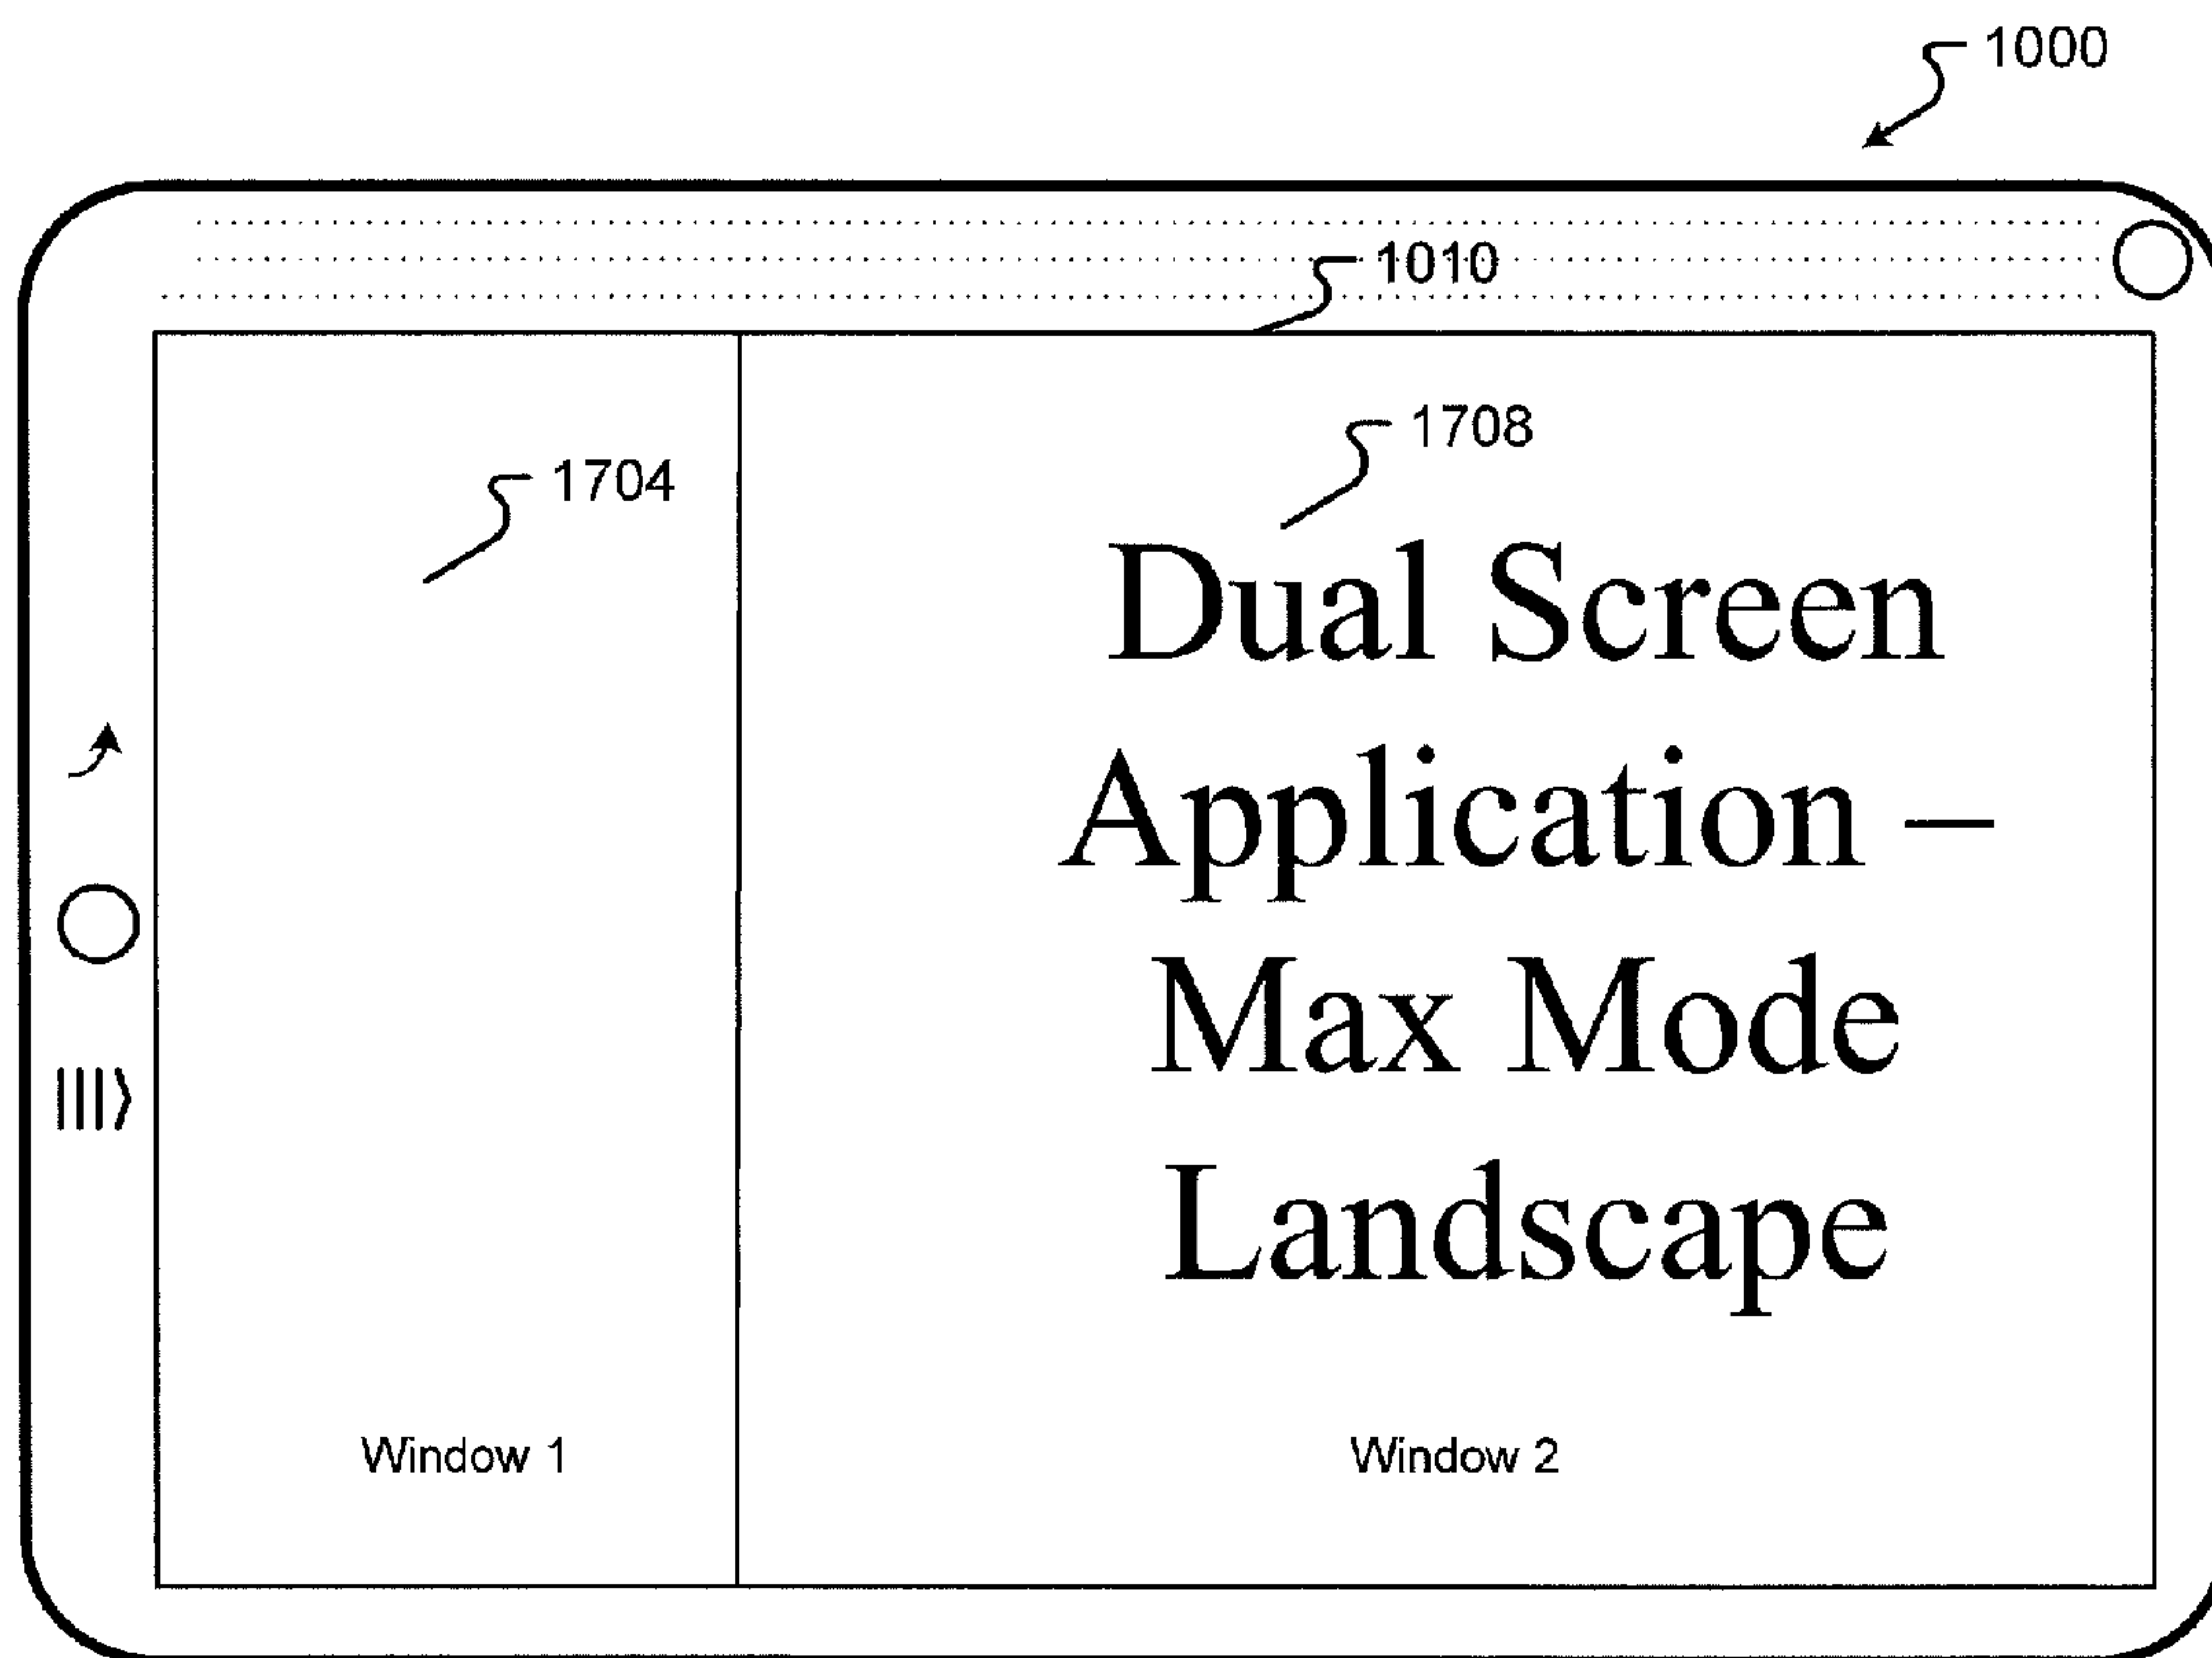 1000
1010
1708
1704
Dual Screen
Application –
Max Mode
Landscape
Window 1
Window 2